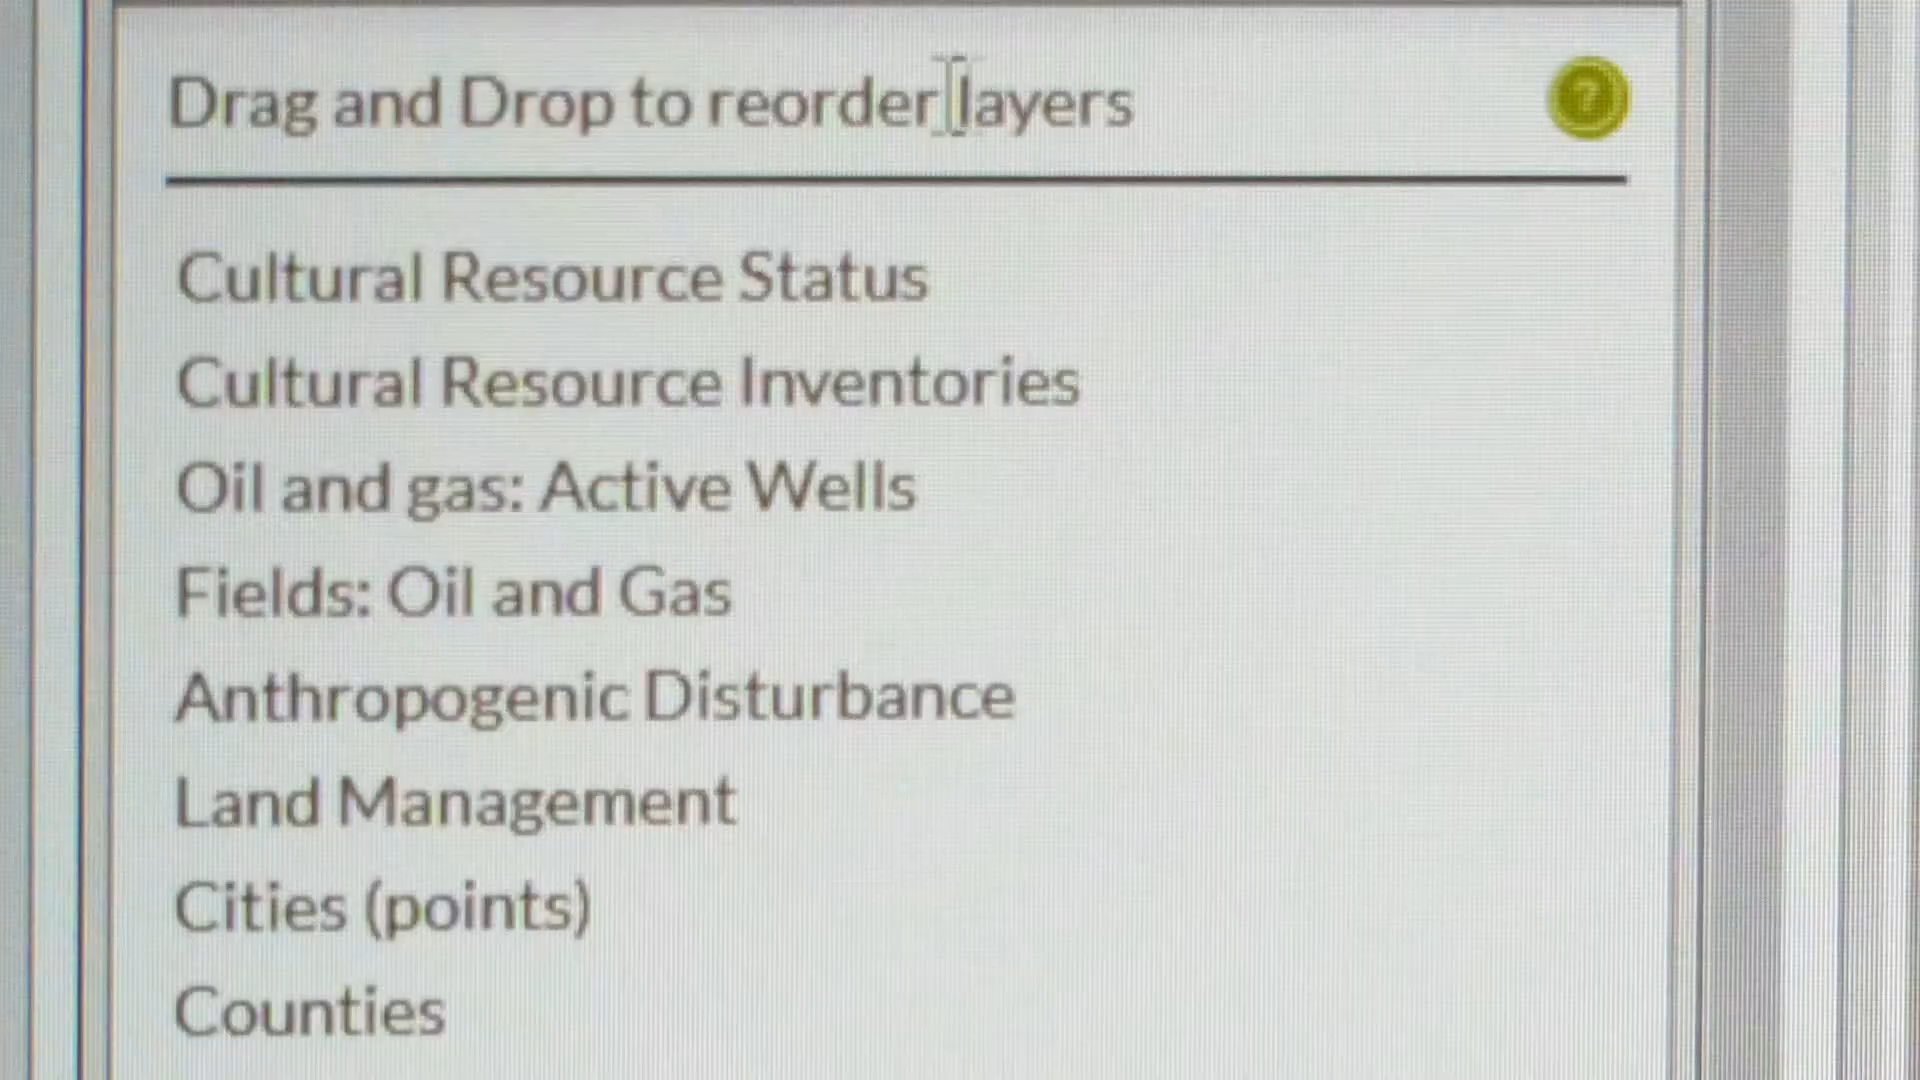 Drag and Drop to reorder layers
?
Cultural Resource Status
Cultural Resource Inventories
Oil and gas: Active Wells
Fields: Oil and Gas
Anthropogenic Disturbance
Land Management
Cities (points)
Counties